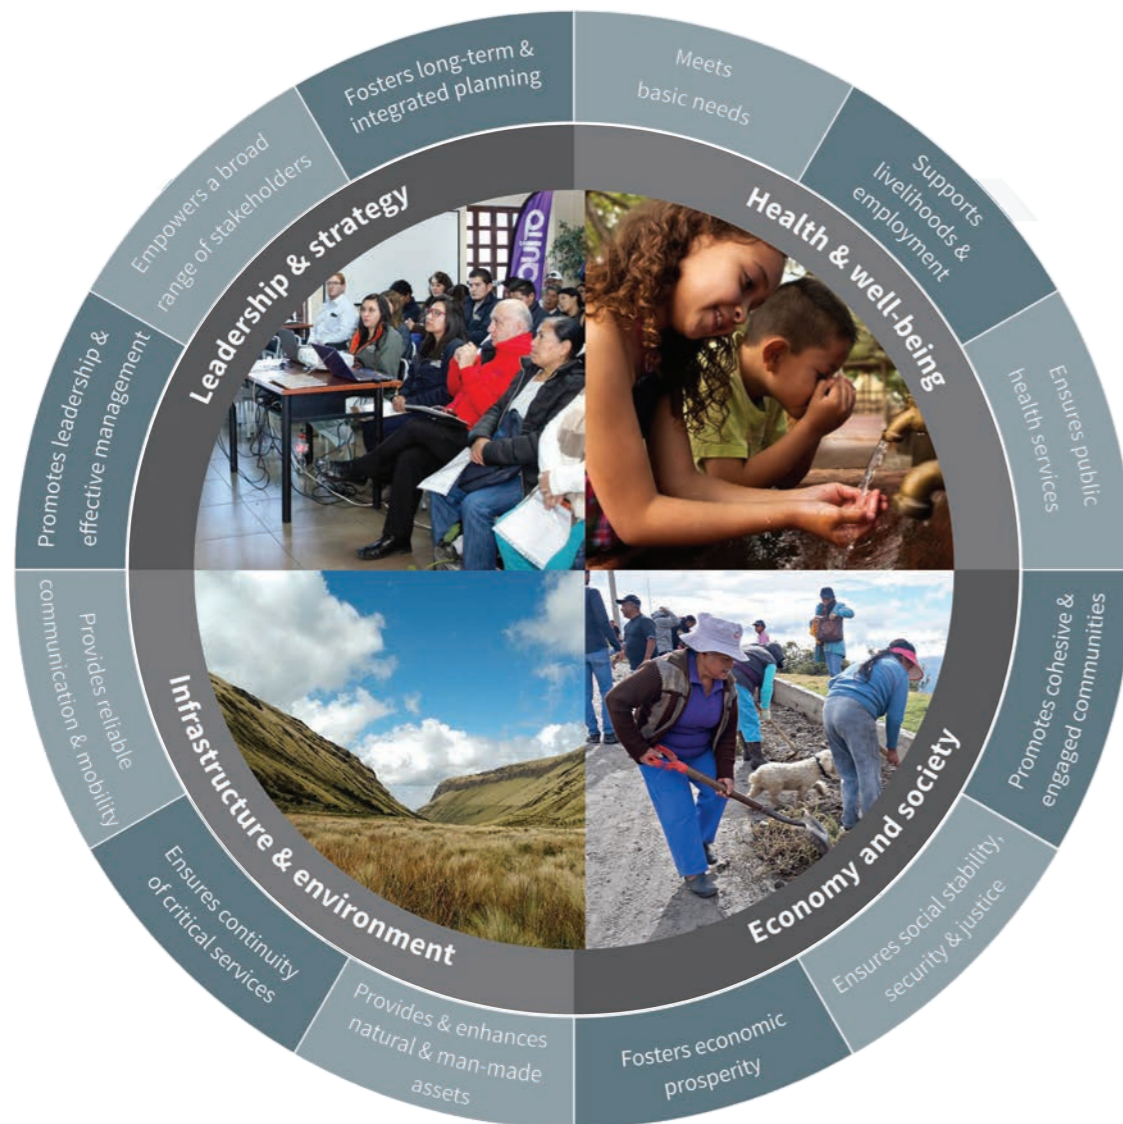 Meets
basic needs
Supports
livelihoods &
employment
Ensures public
health services
Promotes cohesive &
engaged communities
Ensures social stability,
security & justice
Fosters economic
prosperity
Provides & enhances
natural & man-made
assets
Ensures continuity
of critical services
Provides reliable
communication & mobility
Promotes leadership &
effective management
Empowers a broad
range of stakeholders
Fosters long-term &
integrated planning
Leadership & strategy
Health & well-being
Economy and society
Infrastructure & environment
QUITO